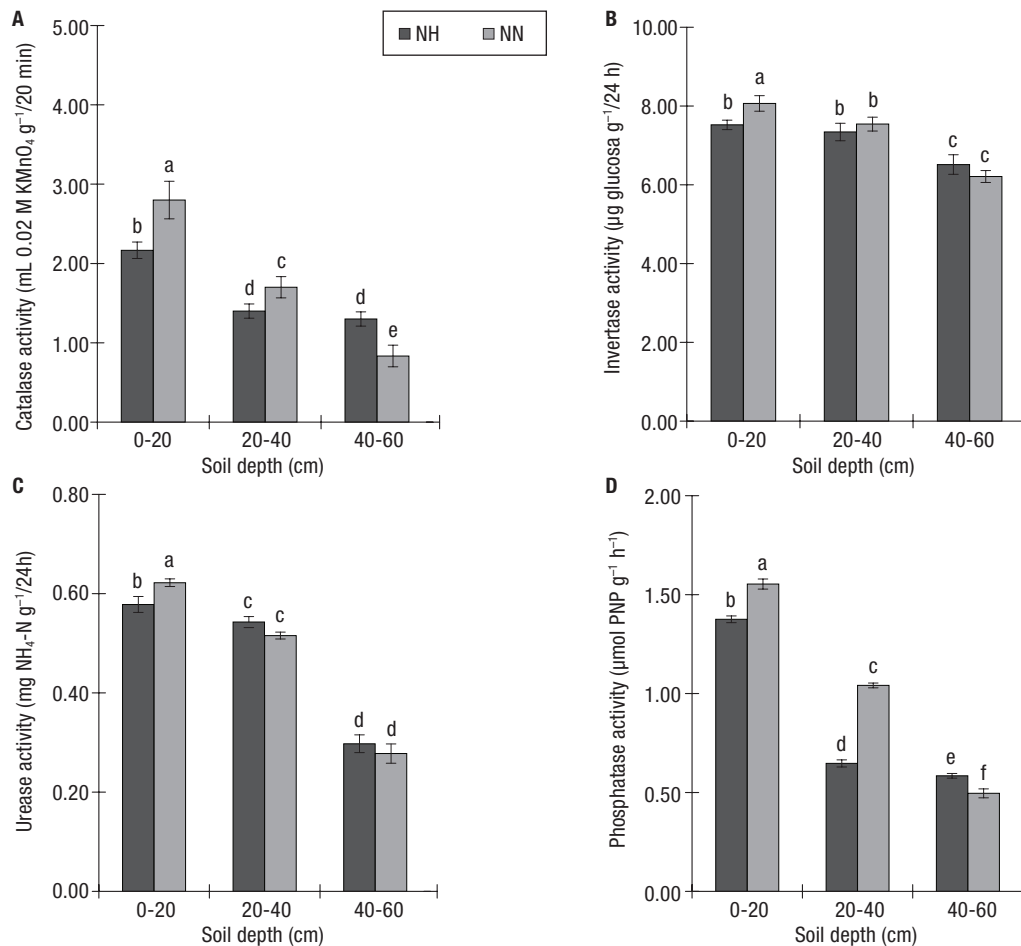 A
NH NN
Catalase activity (mL 0.02 M KMnO₄ g⁻¹/20 min)
5.00
4.00
3.00
2.00
1.00
0.00
b a
d c
d e
0-20 20-40 40-60
Soil depth (cm)
B
Invertase activity (µg glucosa g⁻¹/24 h)
10.00
8.00
6.00
4.00
2.00
0.00
b a
b b
c c
0-20 20-40 40-60
Soil depth (cm)
C
Urease activity (mg NH₄-N g⁻¹/24h)
0.80
0.60
0.40
0.20
0.00
b a
c c
d d
0-20 20-40 40-60
Soil depth (cm)
D
Phosphatase activity (µmol PNP g⁻¹ h⁻¹)
2.00
1.50
1.00
0.50
0.00
b a
d c
e f
0-20 20-40 40-60
Soil depth (cm)